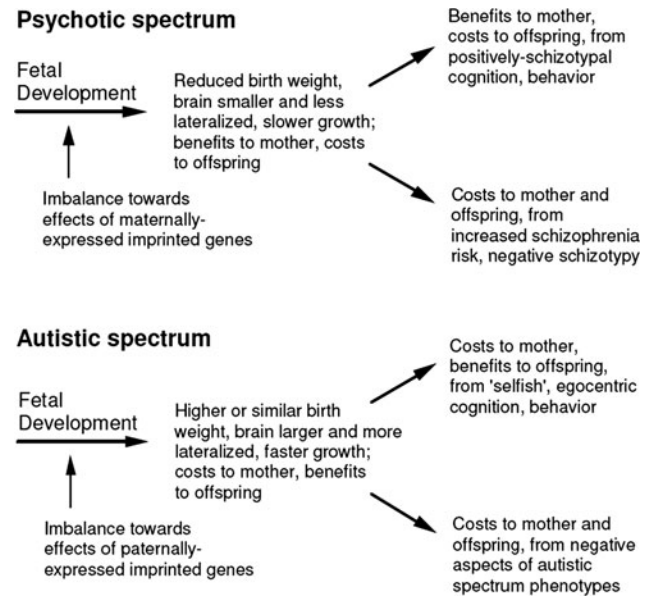 Psychotic spectrum
Fetal
Development
Imbalance towards
effects of maternally-
expressed imprinted genes
Reduced birth weight,
brain smaller and less
lateralized, slower growth;
benefits to mother, costs
to offspring
Benefits to mother,
costs to offspring, from
positively-schizotypal
cognition, behavior
Costs to mother and
offspring, from
increased schizophrenia
risk, negative schizotypy
Autistic spectrum
Fetal
Development
Imbalance towards
effects of paternally-
expressed imprinted genes
Higher or similar birth
weight, brain larger and more
lateralized, faster growth;
costs to mother, benefits
to offspring
Costs to mother,
benefits to offspring,
from 'selfish', egocentric
cognition, behavior
Costs to mother and
offspring, from negative
aspects of autistic
spectrum phenotypes